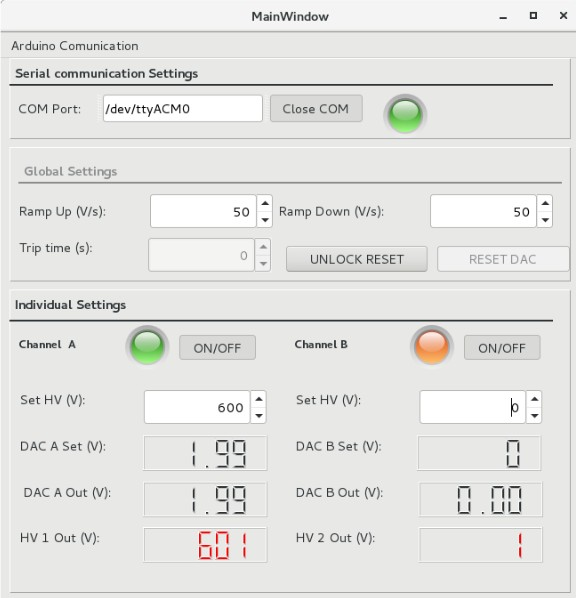 MainWindow
Arduino Comunication
Serial communication Settings
COM Port: /dev/ttyACM0 Close COM
Global Settings
Ramp Up (V/s): 50 Ramp Down (V/s): 50
Trip time (s): 0 UNLOCK RESET RESET DAC
Individual Settings
Channel A ON/OFF Channel B ON/OFF
Set HV (V): 600 Set HV (V): 0
DAC A Set (V): 1.99 DAC B Set (V): 0
DAC A Out (V): 1.99 DAC B Out (V): 0.00
HV 1 Out (V): 601 HV 2 Out (V): 1